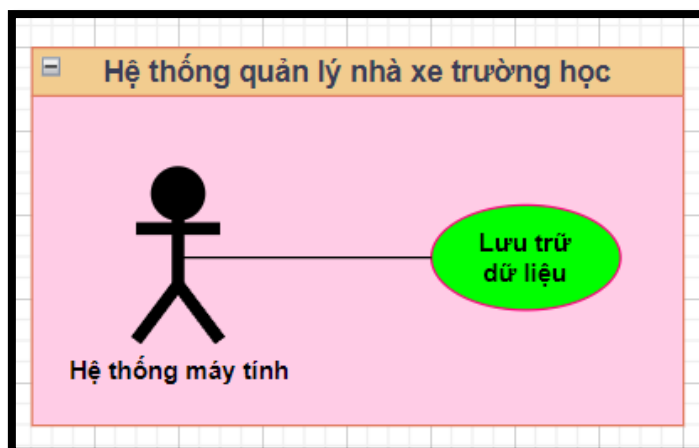 Hệ thống quản lý nhà xe trường học
Lưu trữ
dữ liệu
Hệ thống máy tính